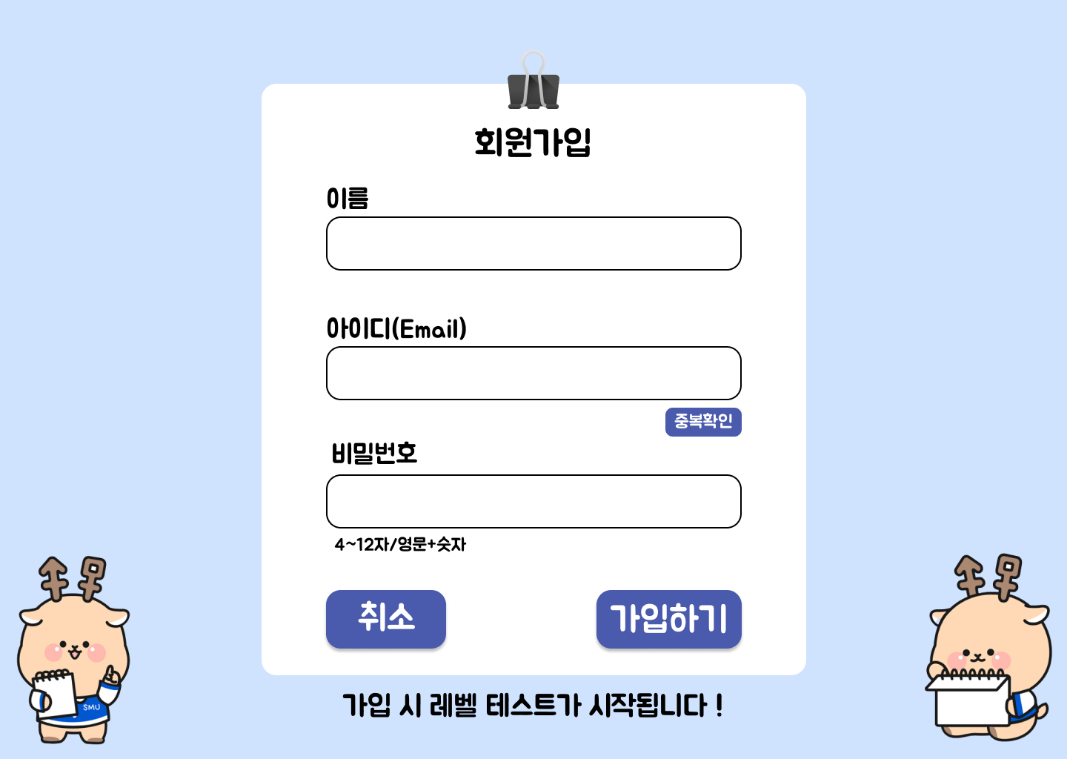 회원가입
이름
아이디(Email)
중복확인
비밀번호
4~12자/영문+숫자
취소
가입하기
가입 시 레벨 테스트가 시작됩니다 !
SMU